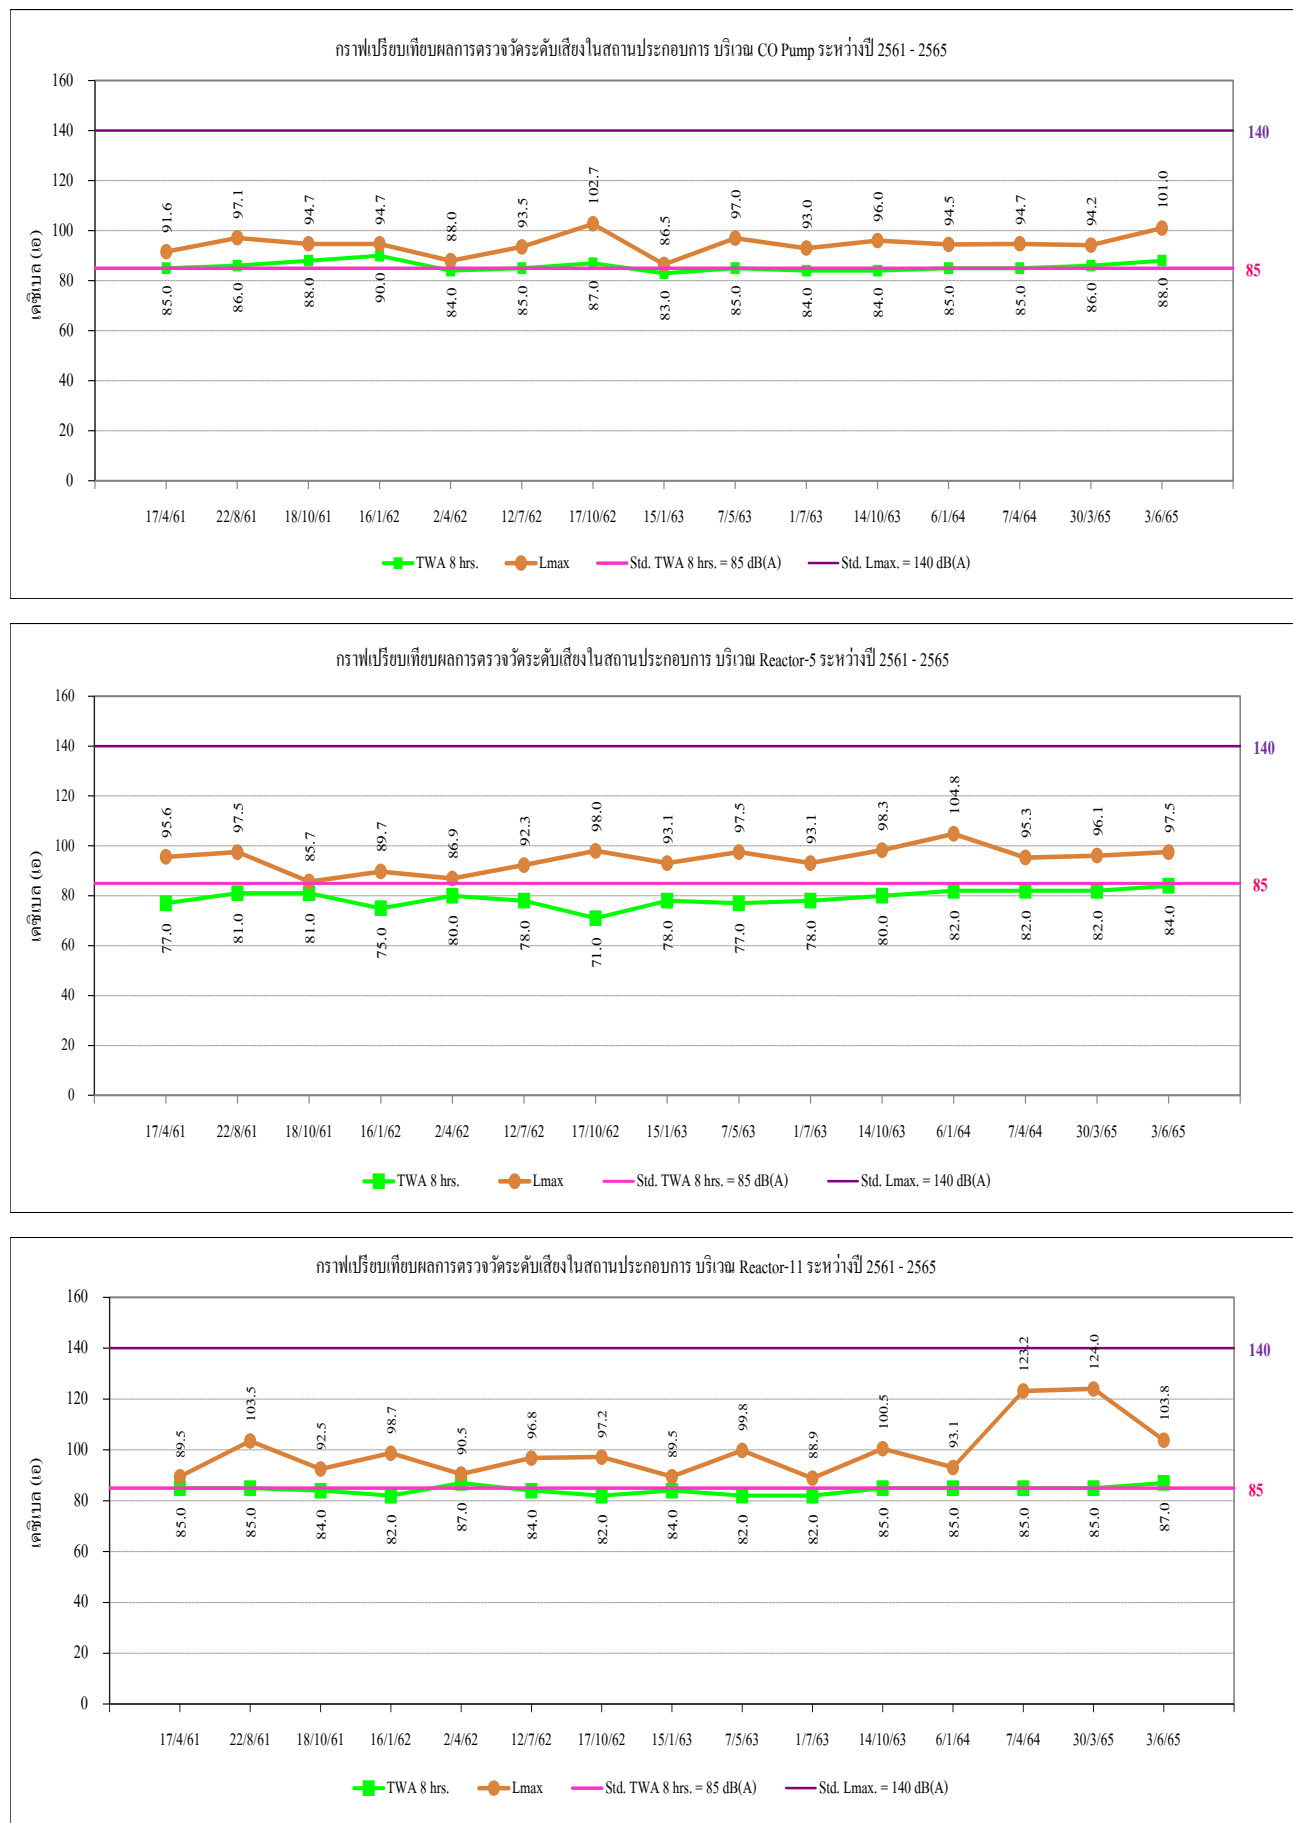 กราฟเปรียบเทียบผลการตรวจวัดระดับเสียงในสถานประกอบการ บริเวณ CO Pump ระหว่างปี 2561 - 2565
เดซิเบล (เอ)
160
140
120
100
80
60
40
20
0
140
85
91.6 97.1 94.7 94.7 88.0 93.5 102.7 86.5 97.0 93.0 96.0 94.5 94.7 94.2 101.0
85.0 86.0 88.0 90.0 84.0 85.0 87.0 83.0 85.0 84.0 84.0 85.0 85.0 86.0 88.0
17/4/61 22/8/61 18/10/61 16/1/62 2/4/62 12/7/62 17/10/62 15/1/63 7/5/63 1/7/63 14/10/63 6/1/64 7/4/64 30/3/65 3/6/65
TWA 8 hrs. Lmax Std. TWA 8 hrs. = 85 dB(A) Std. Lmax. = 140 dB(A)
กราฟเปรียบเทียบผลการตรวจวัดระดับเสียงในสถานประกอบการ บริเวณ Reactor-5 ระหว่างปี 2561 - 2565
เดซิเบล (เอ)
160
140
120
100
80
60
40
20
0
140
85
95.6 97.5 85.7 89.7 86.9 92.3 98.0 93.1 97.5 93.1 98.3 104.8 95.3 96.1 97.5
77.0 81.0 81.0 75.0 80.0 78.0 71.0 78.0 77.0 78.0 80.0 82.0 82.0 82.0 84.0
17/4/61 22/8/61 18/10/61 16/1/62 2/4/62 12/7/62 17/10/62 15/1/63 7/5/63 1/7/63 14/10/63 6/1/64 7/4/64 30/3/65 3/6/65
TWA 8 hrs. Lmax Std. TWA 8 hrs. = 85 dB(A) Std. Lmax. = 140 dB(A)
กราฟเปรียบเทียบผลการตรวจวัดระดับเสียงในสถานประกอบการ บริเวณ Reactor-11 ระหว่างปี 2561 - 2565
เดซิเบล (เอ)
160
140
120
100
80
60
40
20
0
140
85
89.5 103.5 92.5 98.7 90.5 96.8 97.2 89.5 99.8 88.9 100.5 93.1 123.2 124.0 103.8
85.0 85.0 84.0 82.0 87.0 84.0 82.0 84.0 82.0 82.0 85.0 85.0 85.0 85.0 87.0
17/4/61 22/8/61 18/10/61 16/1/62 2/4/62 12/7/62 17/10/62 15/1/63 7/5/63 1/7/63 14/10/63 6/1/64 7/4/64 30/3/65 3/6/65
TWA 8 hrs. Lmax Std. TWA 8 hrs. = 85 dB(A) Std. Lmax. = 140 dB(A)